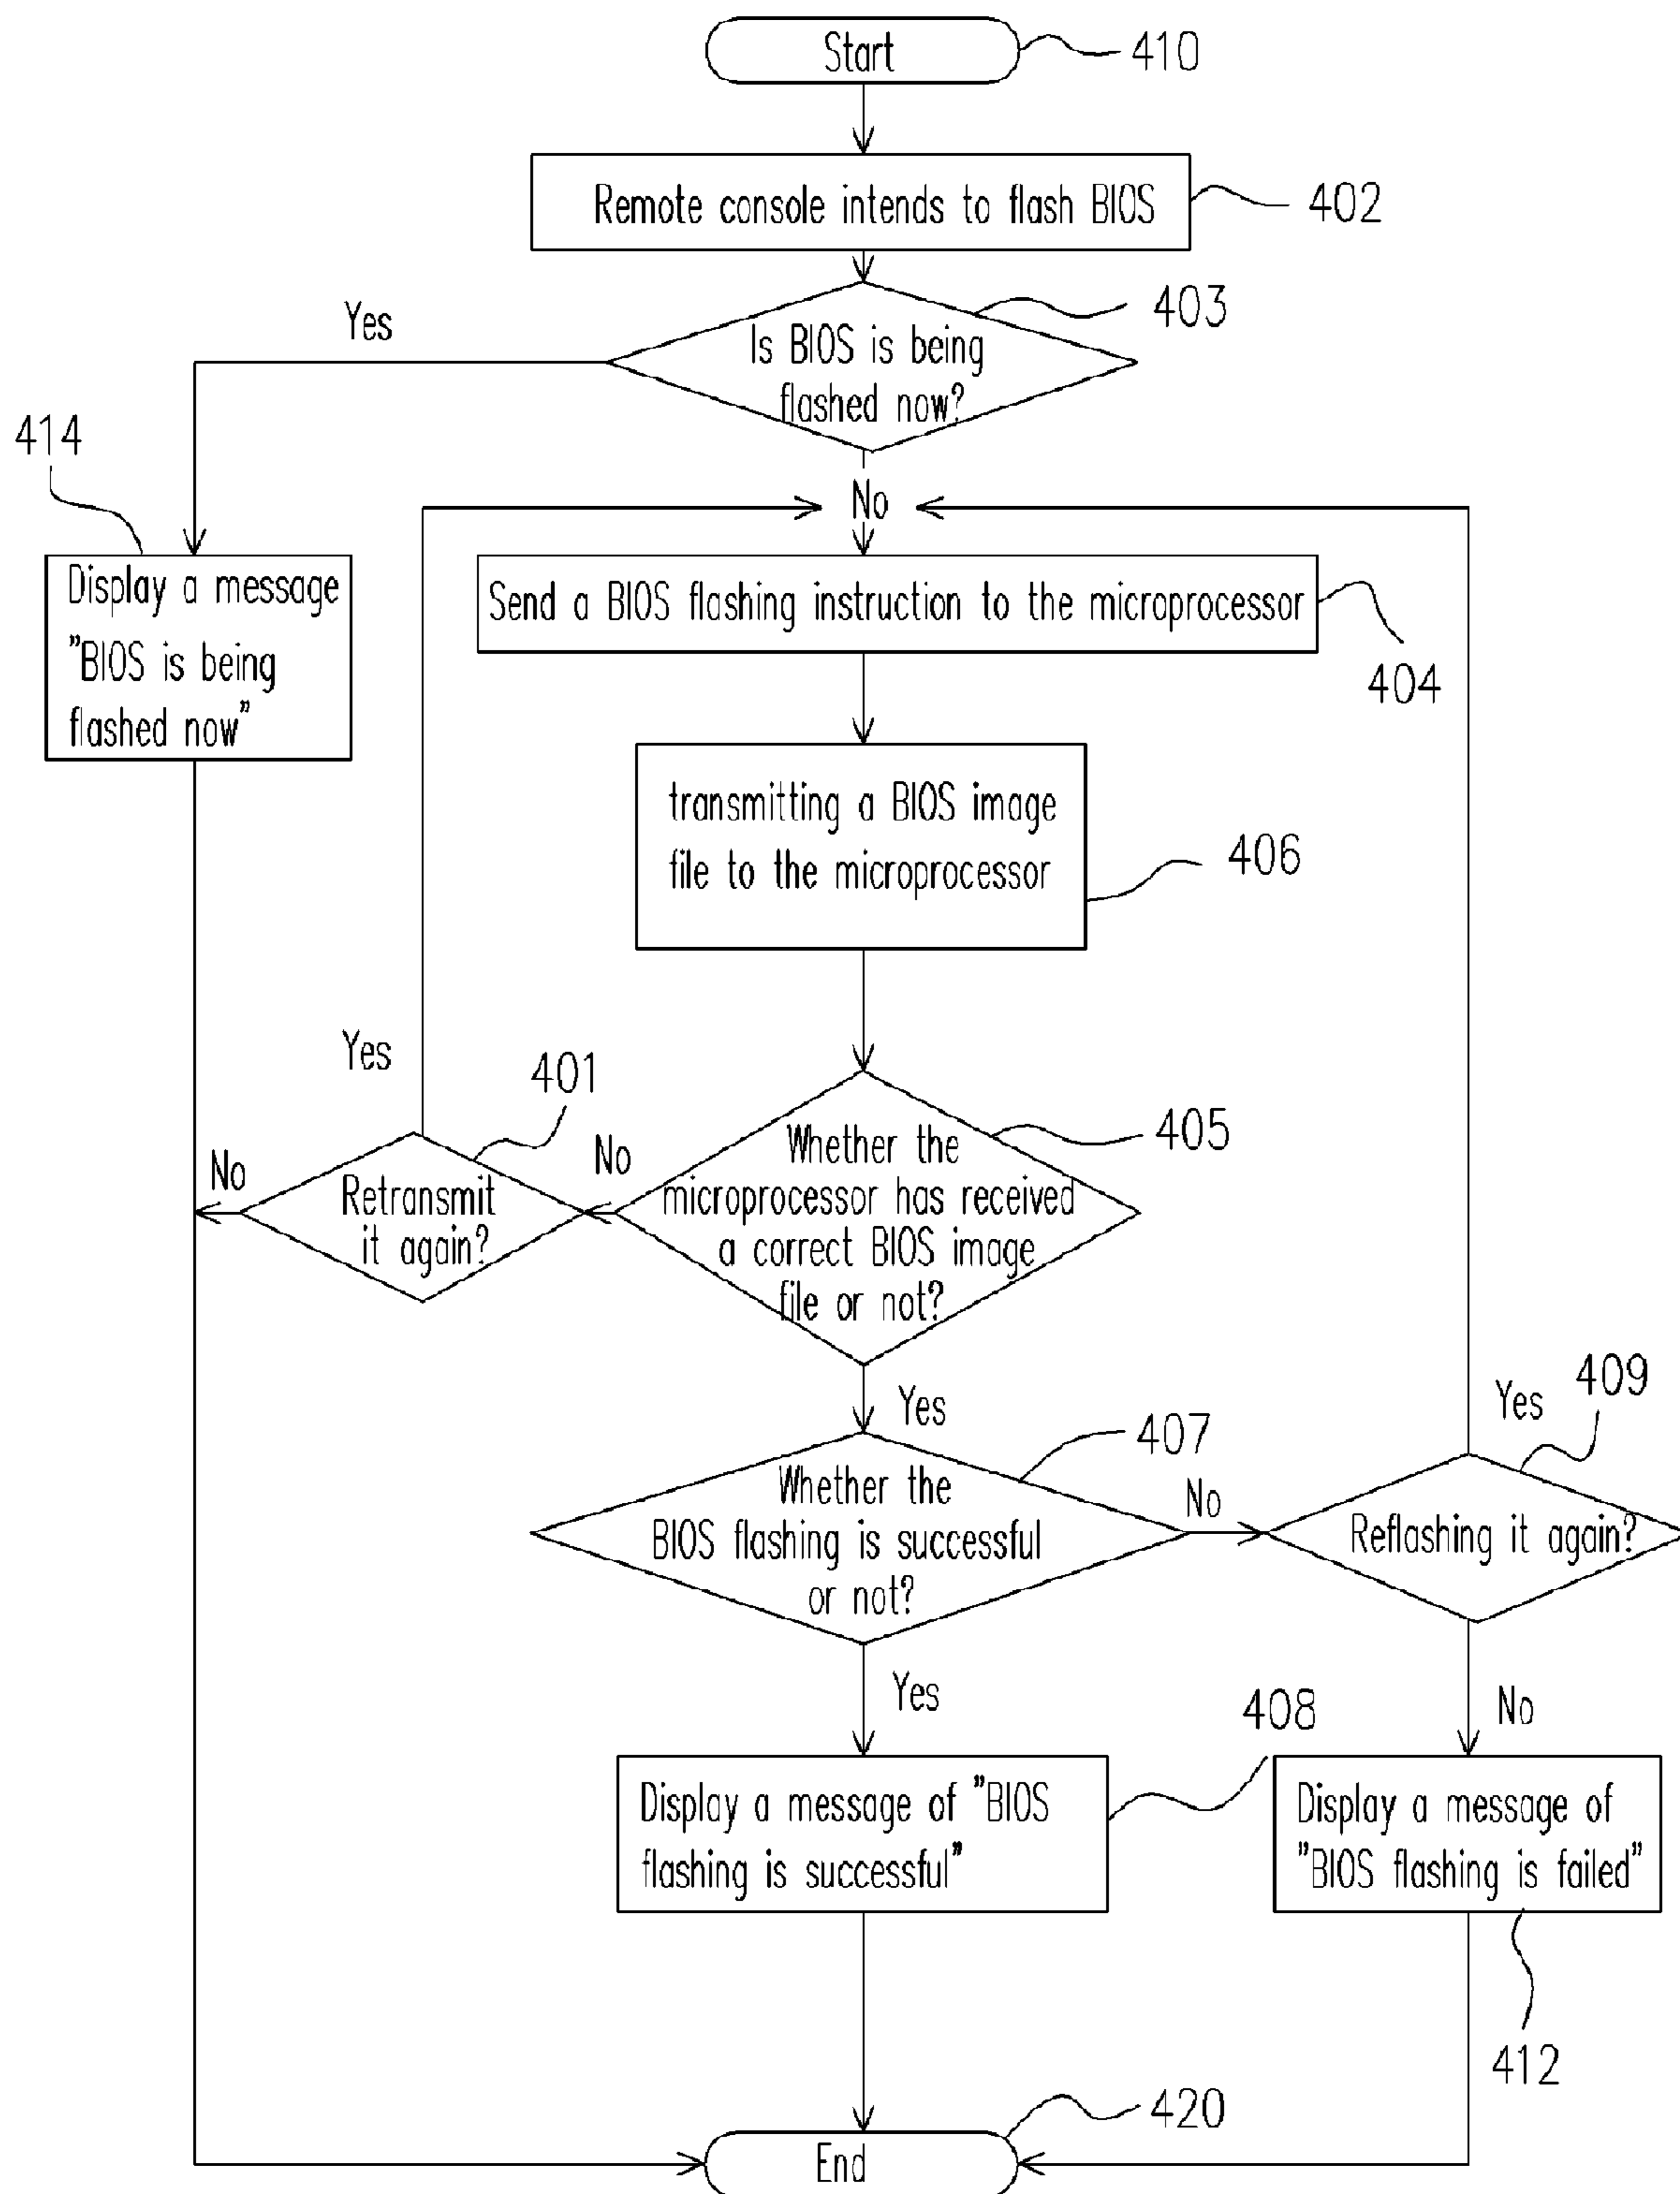 Start
410
Remote console intends to flash BIOS
402
403
Yes
Is BIOS is being
flashed now?
414
No
Display a message
"BIOS is being
flashed now"
Send a BIOS flashing instruction to the microprocessor
404
transmitting a BIOS image
file to the microprocessor
406
Yes
401
405
No
Retransmit
it again?
No
Whether the
microprocessor has received
a correct BIOS image
file or not?
Yes
409
Yes
407
Whether the
BIOS flashing is successful
or not?
No
Reflashing it again?
Yes
408
No
Display a message of "BIOS
flashing is successful"
Display a message of
"BIOS flashing is failed"
412
420
End